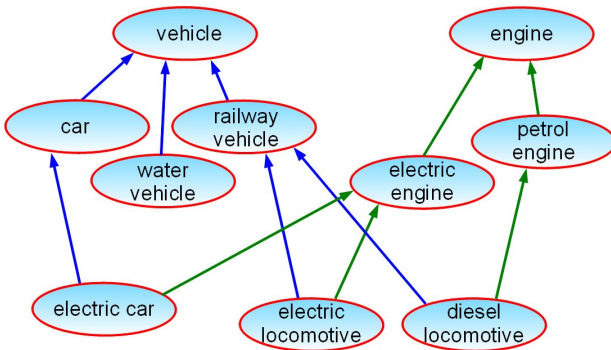 vehicle
engine
car
railway
vehicle
petrol
engine
water
vehicle
electric
engine
electric car
electric
locomotive
diesel
locomotive